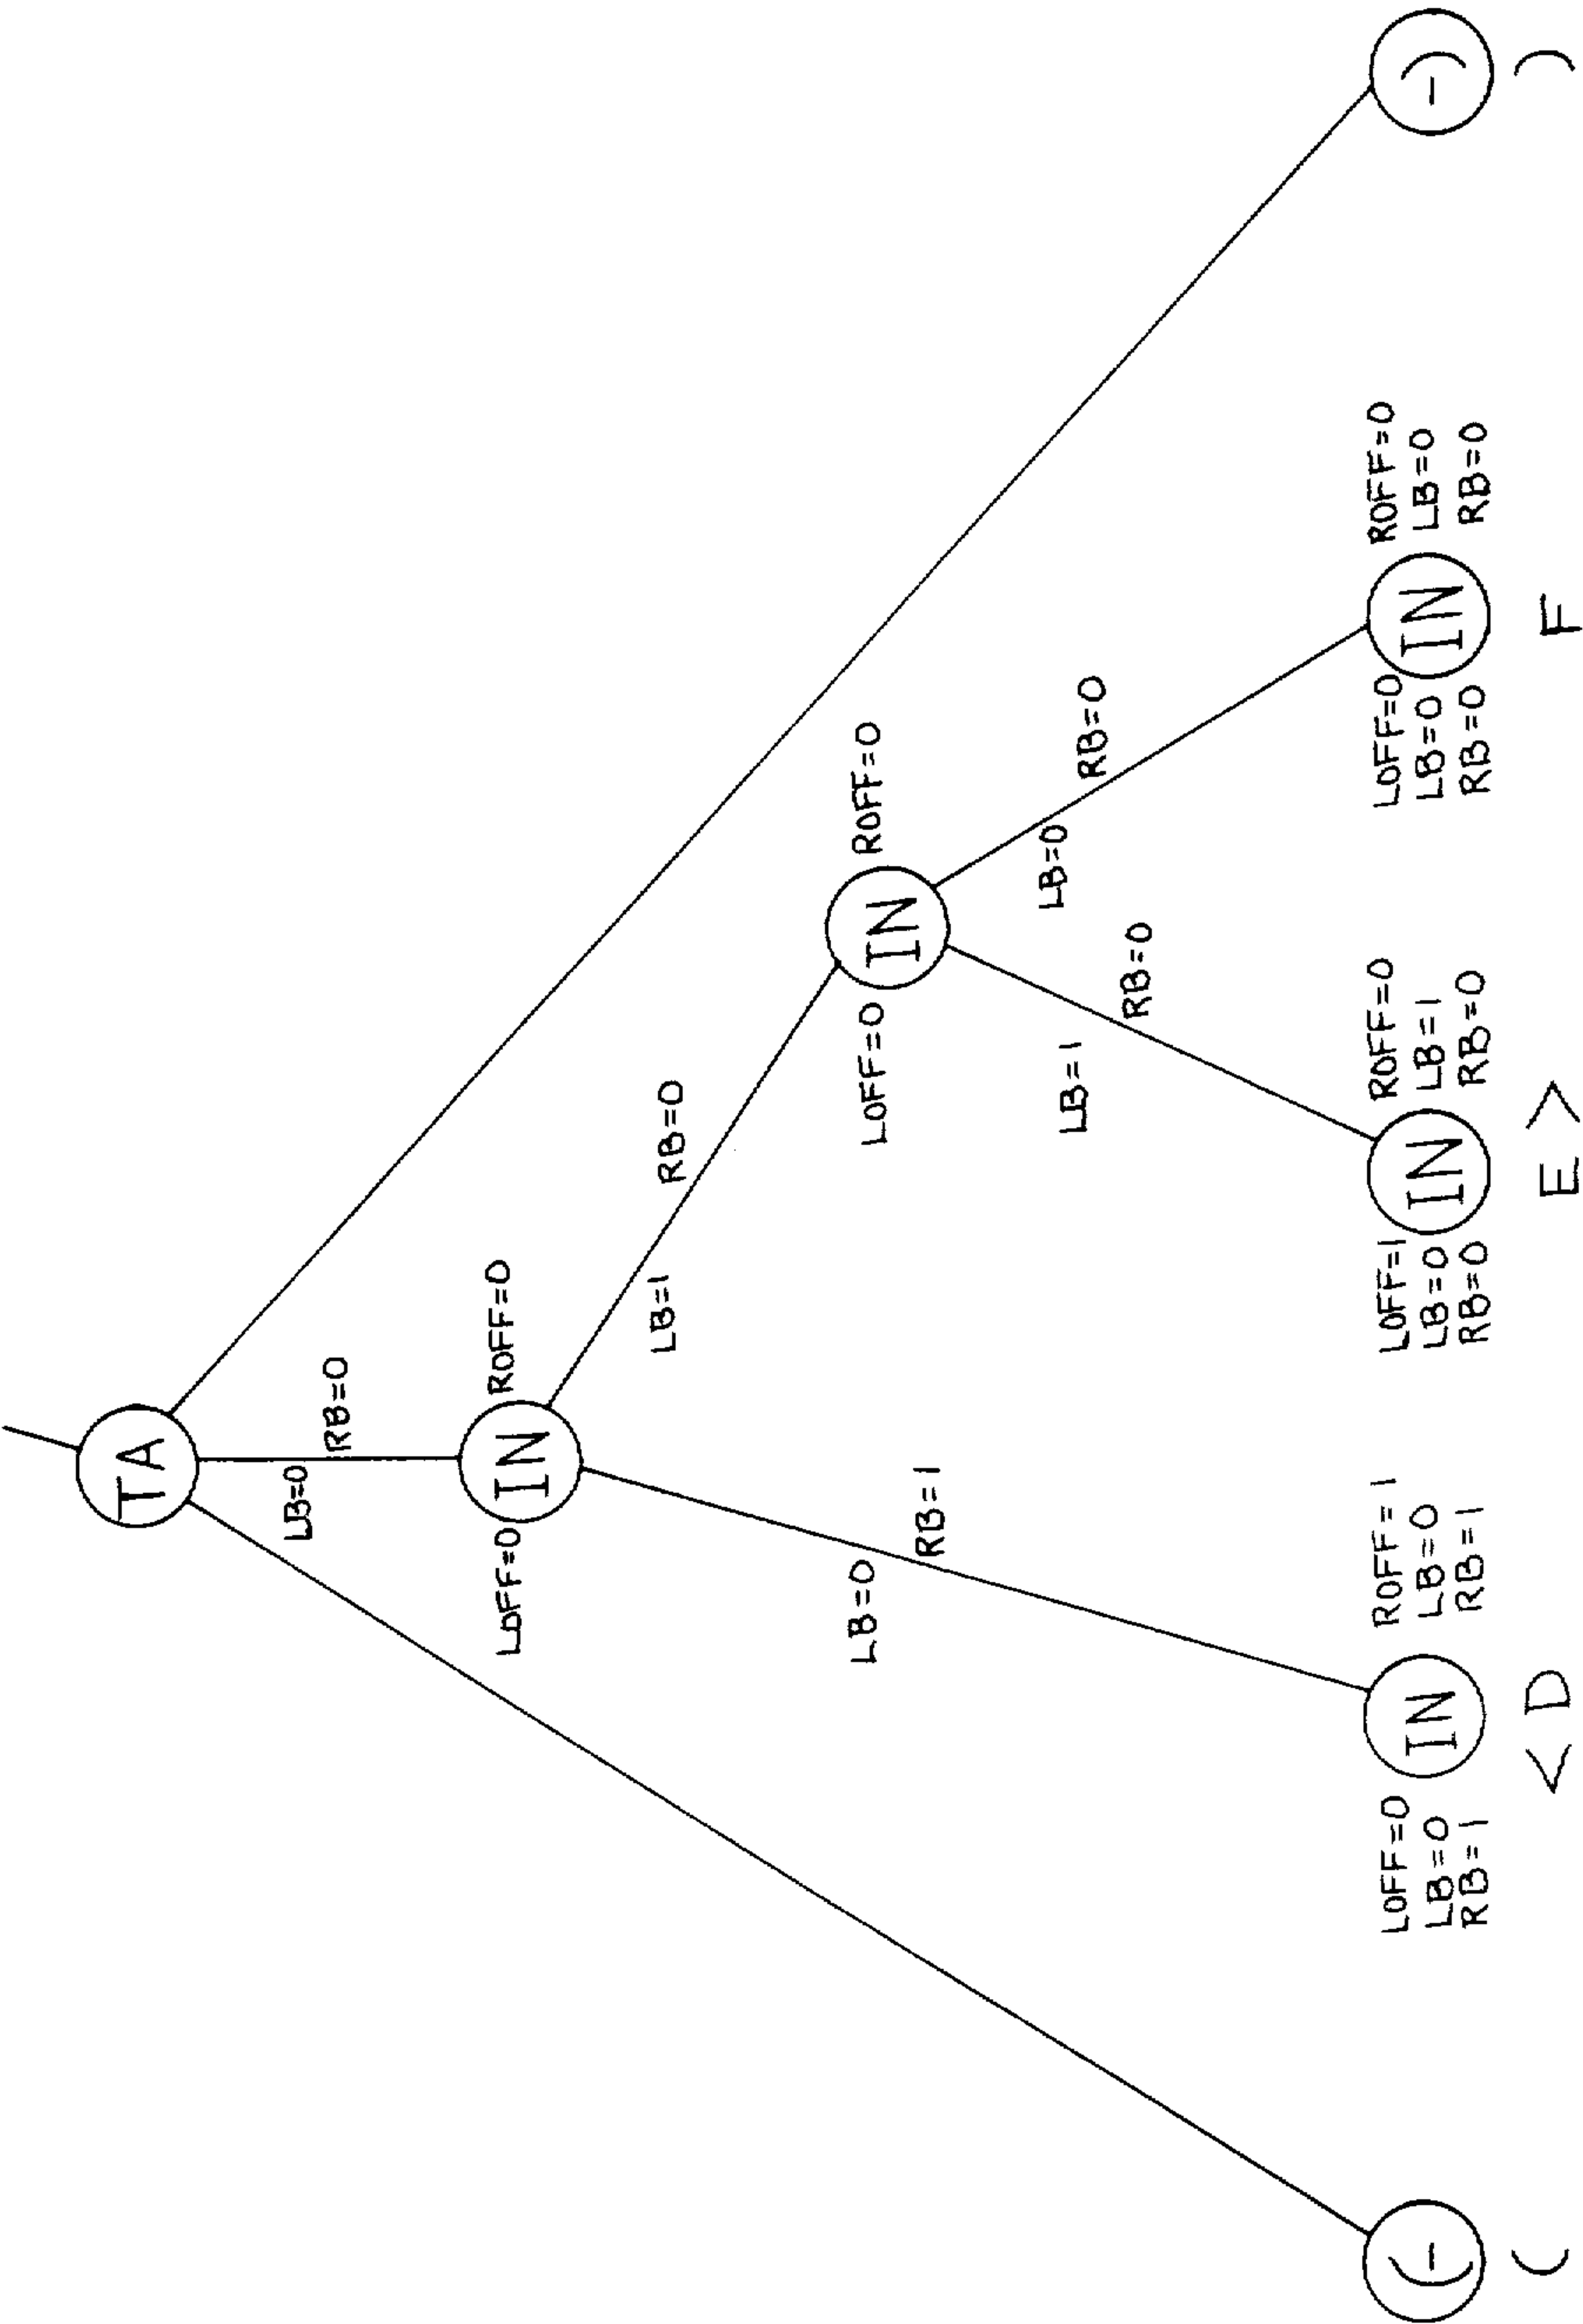 TA
LB=0 RB=0
LOFF=0 IN ROFF=0
LB=1 RB=0
LB=0 RB=1
LOFF=0 IN ROFF=0
LB=1 RB=0
LB=0 RB=0
(-
LOFF=0 IN ROFF=1
LB=0 LB=0
RB=1 RB=1
LOFF=1 IN ROFF=0
LB=0 LB=1
RB=0 RB=0
LOFF=0 IN ROFF=0
LB=0 LB=0
RB=0 RB=0
-)
( < D E > F )